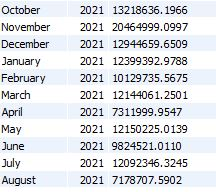 October 2021 13218636.1966
November 2021 20464999.0997
December 2021 12944659.6509
January 2021 12399392.9788
February 2021 10129735.5675
March 2021 12144061.2501
April 2021 7311999.9547
May 2021 12150225.0139
June 2021 9824521.0110
July 2021 12092346.3245
August 2021 7178707.5902